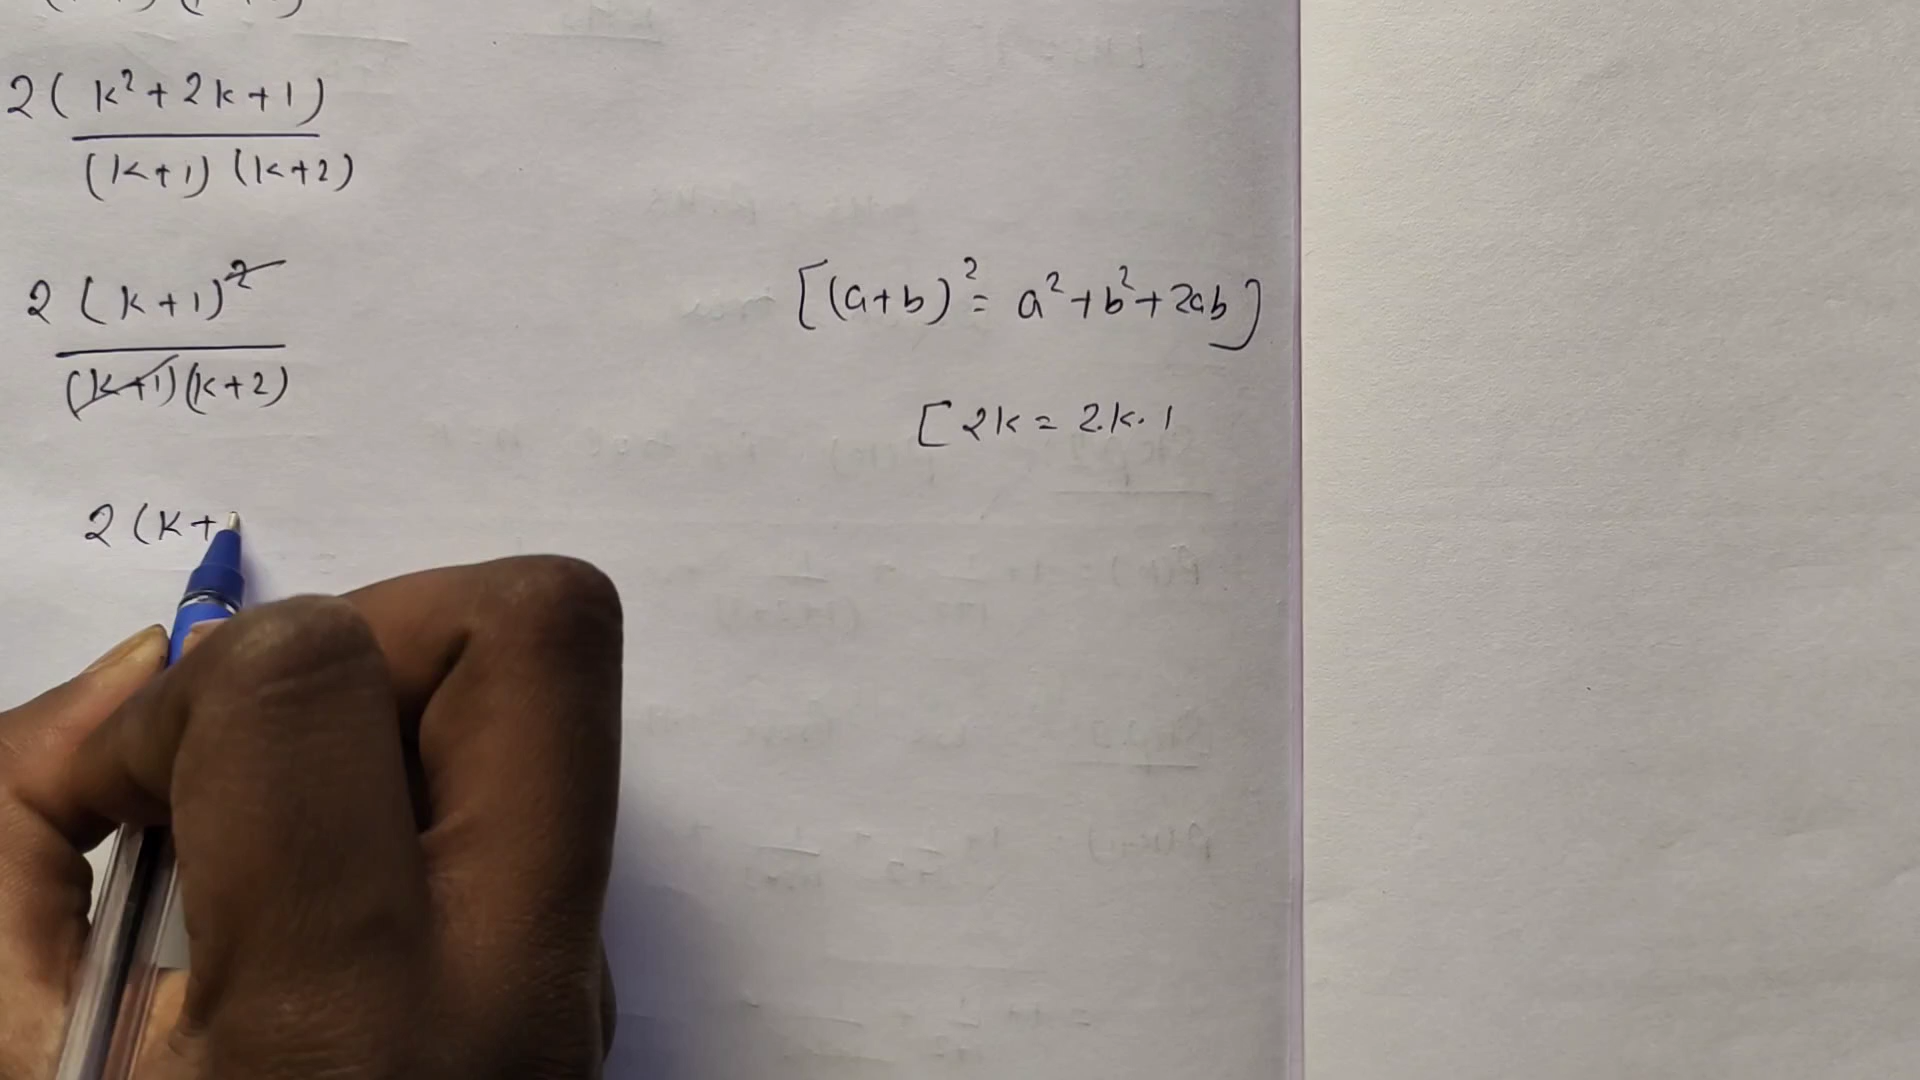 2(k²+2k+1)
(k+1)(k+2)
2(k+1)²
[(a+b)²=a²+b²+2ab]
(k+1)(k+2)
[2k=2.k.1
2(k+